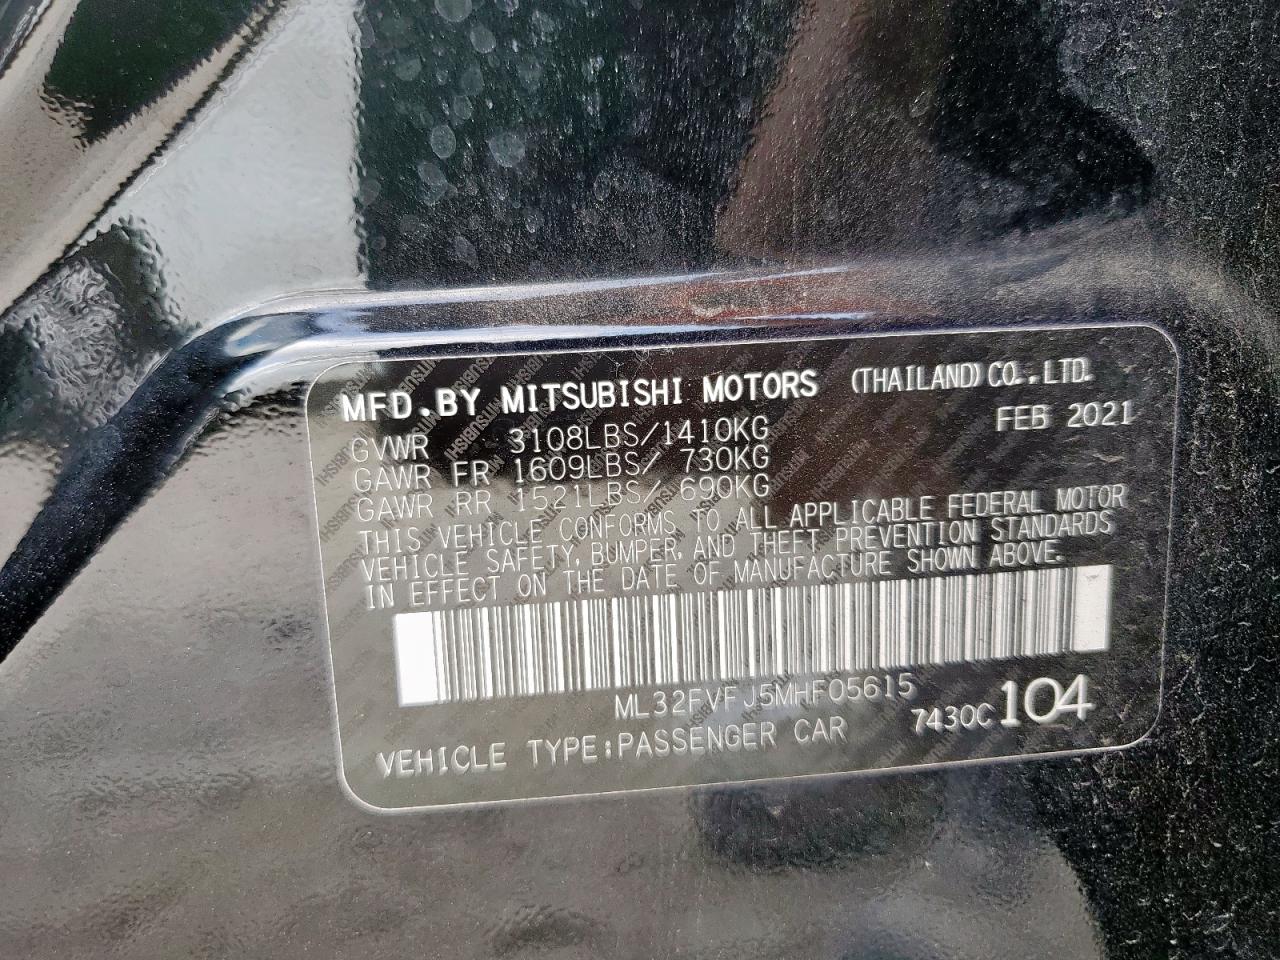 MFD.BY MITSUBISHI MOTORS (THAILAND)CO.,LTD.
GVWR 3108LBS/1410KG FEB 2021
GAWR FR 1609LBS/ 730KG
GAWR RR 1521LBS/ 690KG
THIS VEHICLE CONFORMS TO ALL APPLICABLE FEDERAL MOTOR
VEHICLE SAFETY, BUMPER, AND THEFT PREVENTION STANDARDS
IN EFFECT ON THE DATE OF MANUFACTURE SHOWN ABOVE.
ML32FVFJ5MHF05615
VEHICLE TYPE:PASSENGER CAR 7430C 104